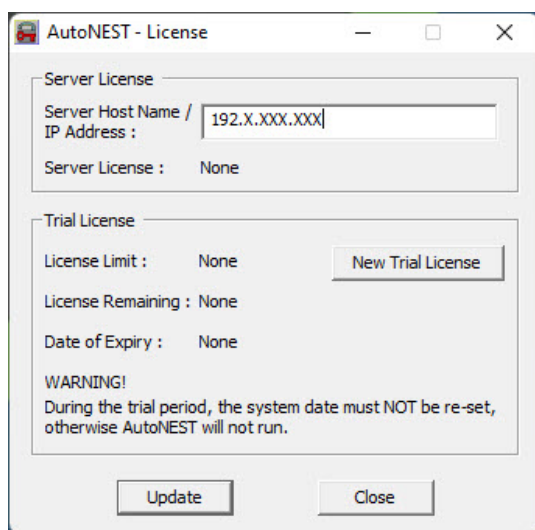 AutoNEST - License
Server License
Server Host Name /
IP Address :
192.X.XXX.XXX
Server License : None
Trial License
License Limit : None
New Trial License
License Remaining : None
Date of Expiry : None
WARNING!
During the trial period, the system date must NOT be re-set,
otherwise AutoNEST will not run.
Update
Close